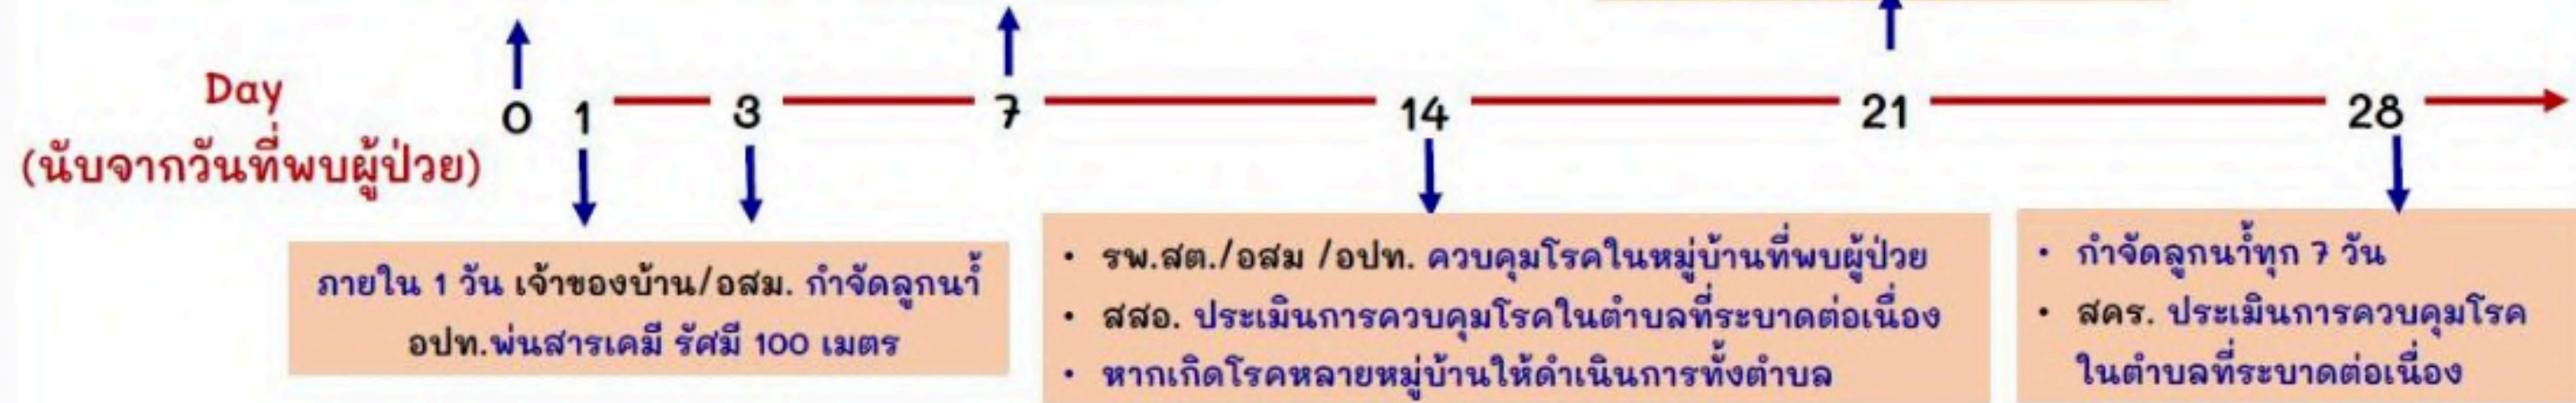 Day
(นับจากวันที่พบผู้ป่วย)
0 1 3 7 14 21 28
ภายใน 1 วัน เจ้าของบ้าน/อสม. กำจัดลูกน้ำ
อปท.พ่นสารเคมี รัศมี 100 เมตร
• รพ.สต./อสม /อปท. ควบคุมโรคในหมู่บ้านที่พบผู้ป่วย
• สสอ. ประเมินการควบคุมโรคในตำบลที่ระบาดต่อเนื่อง
• หากเกิดโรคหลายหมู่บ้านให้ดำเนินการทั้งตำบล
• กำจัดลูกน้ำทุก 7 วัน
• สคร. ประเมินการควบคุมโรค
ในตำบลที่ระบาดต่อเนื่อง